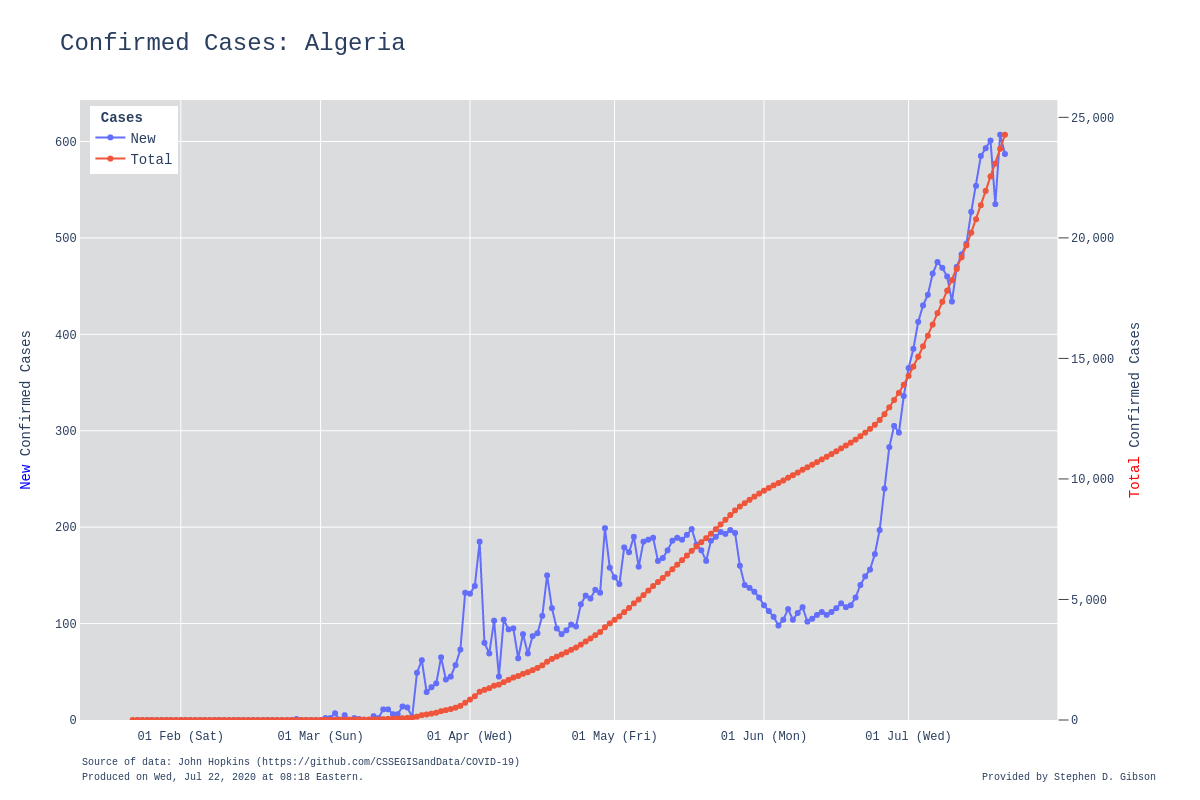 Confirmed Cases: Algeria
Cases
New
Total
600
500
400
300
200
100
0
25,000
20,000
15,000
10,000
5,000
0
New Confirmed Cases
Total Confirmed Cases
01 Feb (Sat)
01 Mar (Sun)
01 Apr (Wed)
01 May (Fri)
01 Jun (Mon)
01 Jul (Wed)
Source of data: John Hopkins (https://github.com/CSSEGISandData/COVID-19)
Produced on Wed, Jul 22, 2020 at 08:18 Eastern.
Provided by Stephen D. Gibson